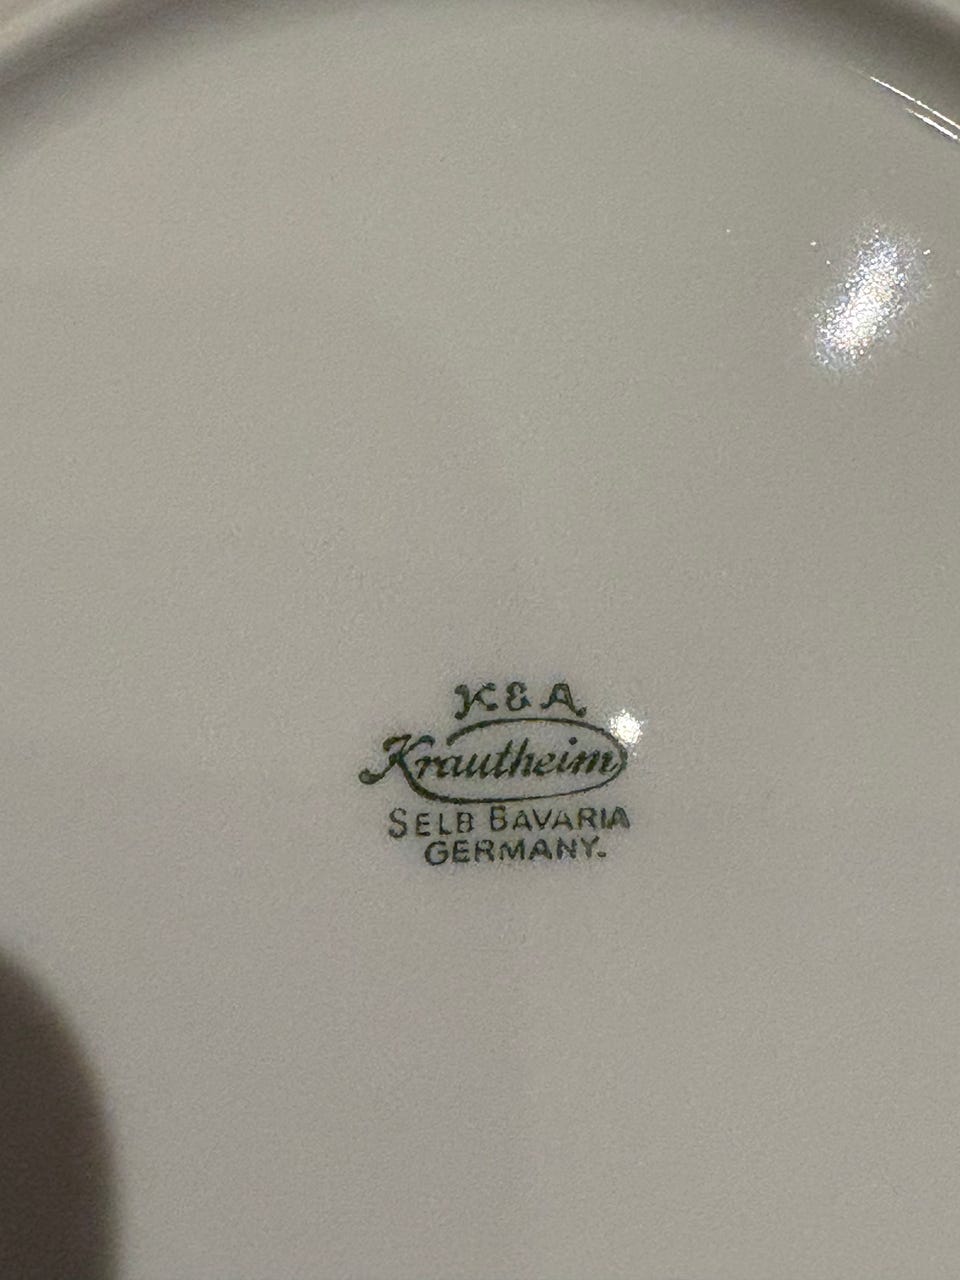 K&A
Krautheim
SELB BAVARIA
GERMANY.